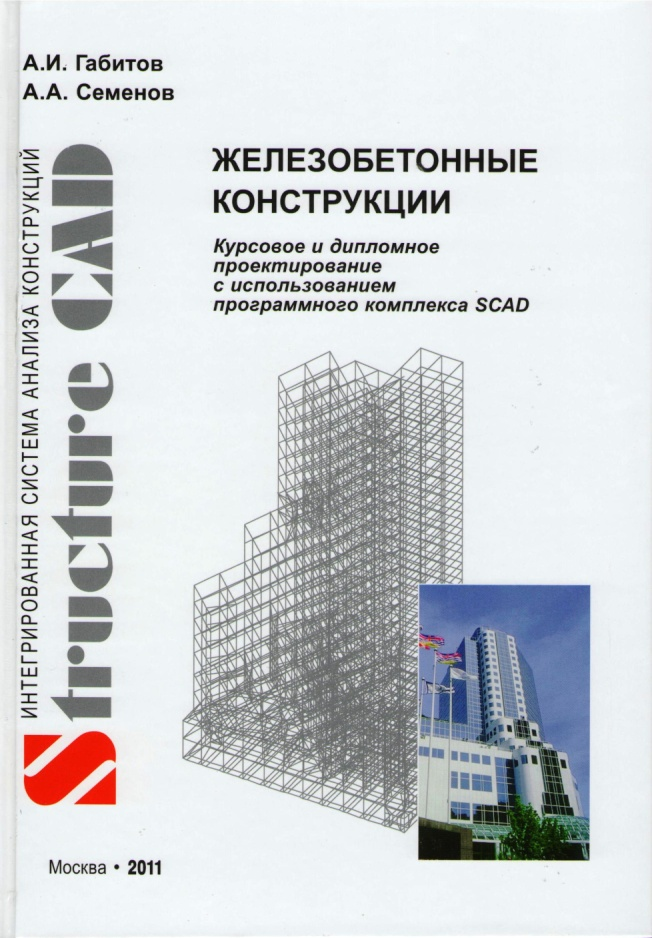 А.И. Габитов
А.А. Семенов
ИНТЕГРИРОВАННАЯ СИСТЕМА АНАЛИЗА КОНСТРУКЦИЙ
Structure CAD
ЖЕЛЕЗОБЕТОННЫЕ
КОНСТРУКЦИИ
Курсовое и дипломное
проектирование
с использованием
программного комплекса SCAD
Москва • 2011